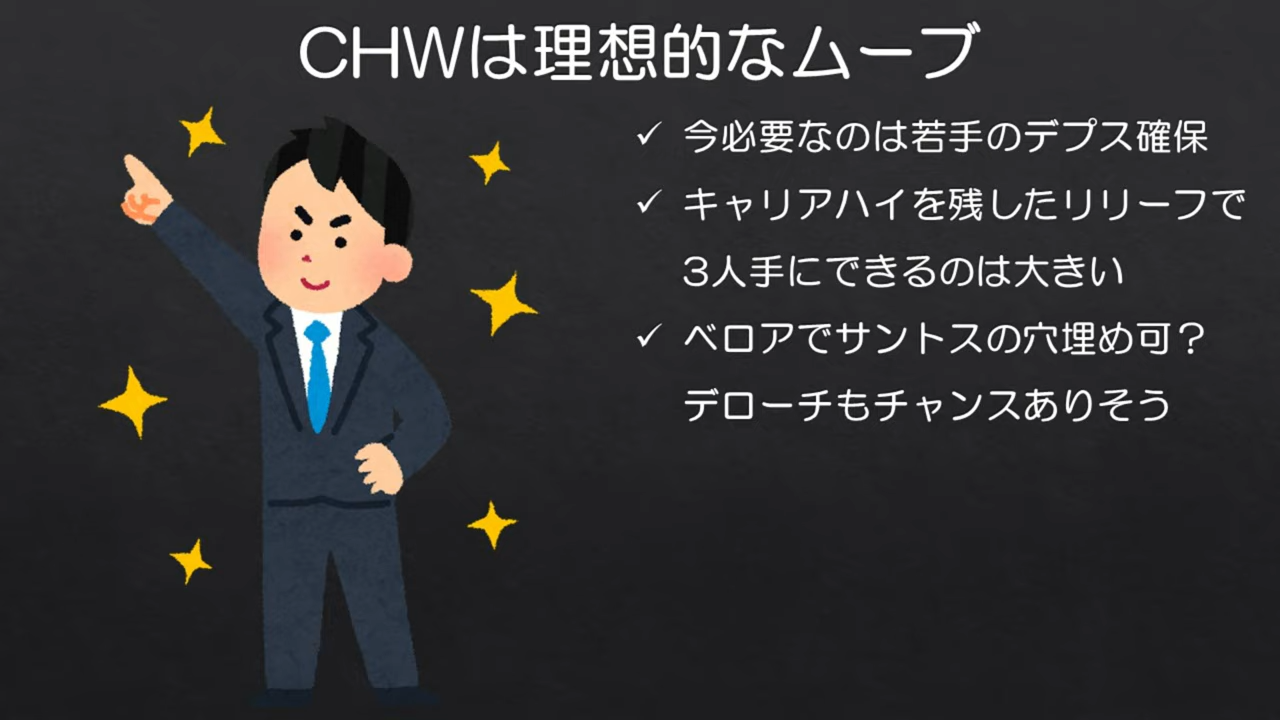 CHWは理想的なムーブ
✓ 今必要なのは若手のデプス確保
✓ キャリアハイを残したリリーフで
3人手にできるのは大きい
✓ ベロアでサントスの穴埋め可？
デローチもチャンスありそう